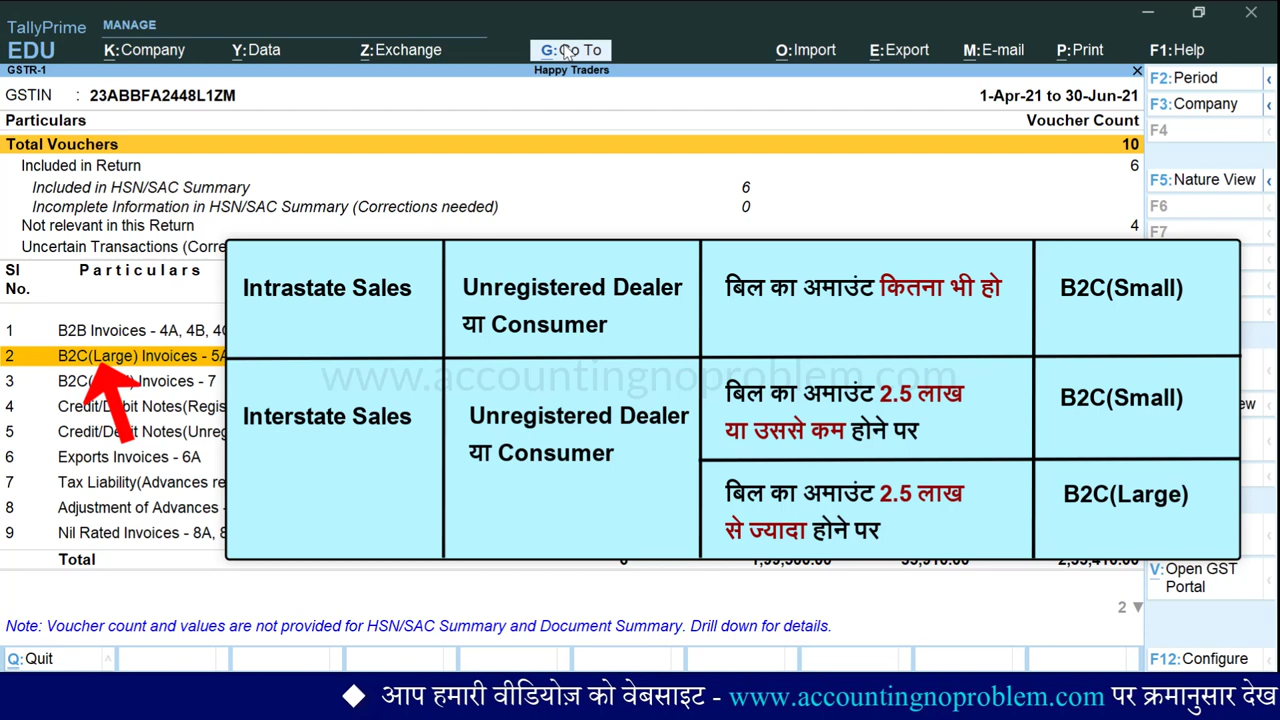 TallyPrime
EDU
MANAGE
K:Company
Y:Data
Z:Exchange
G:Go To
O:Import
E:Export
M:E-mail
P:Print
F1:Help
GSTR-1
Happy Traders
GSTIN : 23ABBFA2448L1ZM
1-Apr-21 to 30-Jun-21
Particulars Voucher Count
Total Vouchers 10
Included in Return 6
Included in HSN/SAC Summary 6
Incomplete Information in HSN/SAC Summary (Corrections needed) 0
Not relevant in this Return 4
Uncertain Transactions (Corre
Sl
No.
Particulars
1 B2B Invoices - 4A, 4B, 4C
2 B2C(Large) Invoices - 5A
3 Invoices - 7
4 Credit/Debit Notes(Regis
5 Credit/Debit Notes(Unreg
6 Exports Invoices - 6A
7 Tax Liability(Advances re
8 Adjustment of Advances -
9 Nil Rated Invoices - 8A, 8
Total
2 ▼
Note: Voucher count and values are not provided for HSN/SAC Summary and Document Summary. Drill down for details.
Q:Quit
F2:Period
F3:Company
F4
F5:Nature View
F6
F7
ew
V:Open GST
Portal
F12:Configure
Intrastate Sales
Unregistered Dealer
या Consumer
बिल का अमाउंट कितना भी हो
B2C(Small)
Interstate Sales
Unregistered Dealer
या Consumer
बिल का अमाउंट 2.5 लाख
या उससे कम होने पर
B2C(Small)
बिल का अमाउंट 2.5 लाख
से ज्यादा होने पर
B2C(Large)
www.accountingnoproblem.com
◆ आप हमारी वीडियोज़ को वेबसाइट - www.accountingnoproblem.com पर क्रमानुसार देख